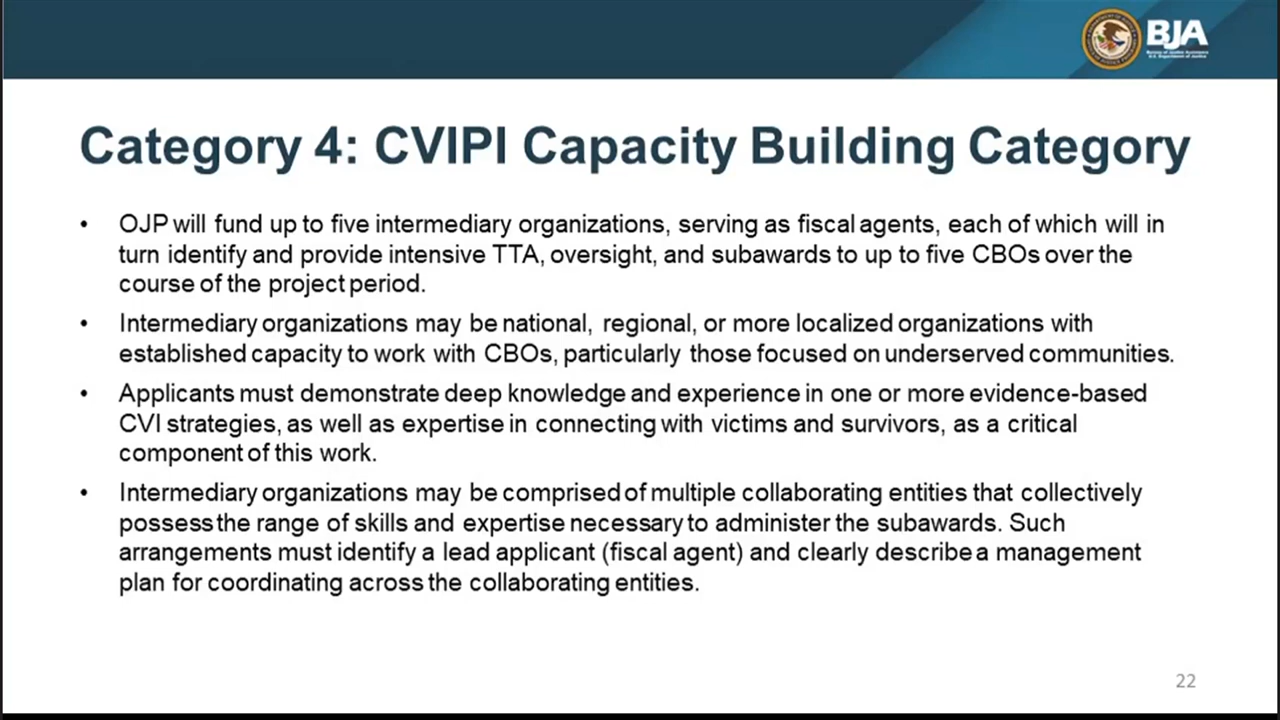 BJA
Bureau of Justice Assistance
U.S. Department of Justice
Category 4: CVIPI Capacity Building Category
• OJP will fund up to five intermediary organizations, serving as fiscal agents, each of which will in
turn identify and provide intensive TTA, oversight, and subawards to up to five CBOs over the
course of the project period.
• Intermediary organizations may be national, regional, or more localized organizations with
established capacity to work with CBOs, particularly those focused on underserved communities.
• Applicants must demonstrate deep knowledge and experience in one or more evidence-based
CVI strategies, as well as expertise in connecting with victims and survivors, as a critical
component of this work.
• Intermediary organizations may be comprised of multiple collaborating entities that collectively
possess the range of skills and expertise necessary to administer the subawards. Such
arrangements must identify a lead applicant (fiscal agent) and clearly describe a management
plan for coordinating across the collaborating entities.
22